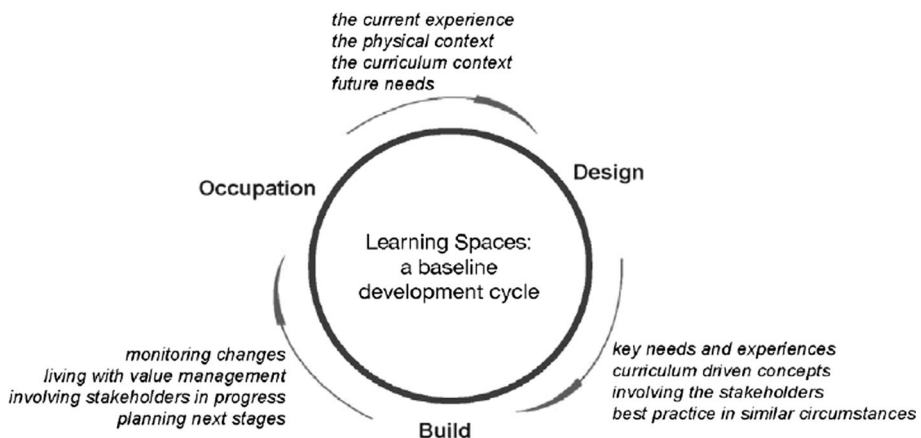 the current experience
the physical context
the curriculum context
future needs
Occupation
Design
Learning Spaces:
a baseline
development cycle
monitoring changes
living with value management
involving stakeholders in progress
planning next stages
key needs and experiences
curriculum driven concepts
involving the stakeholders
best practice in similar circumstances
Build